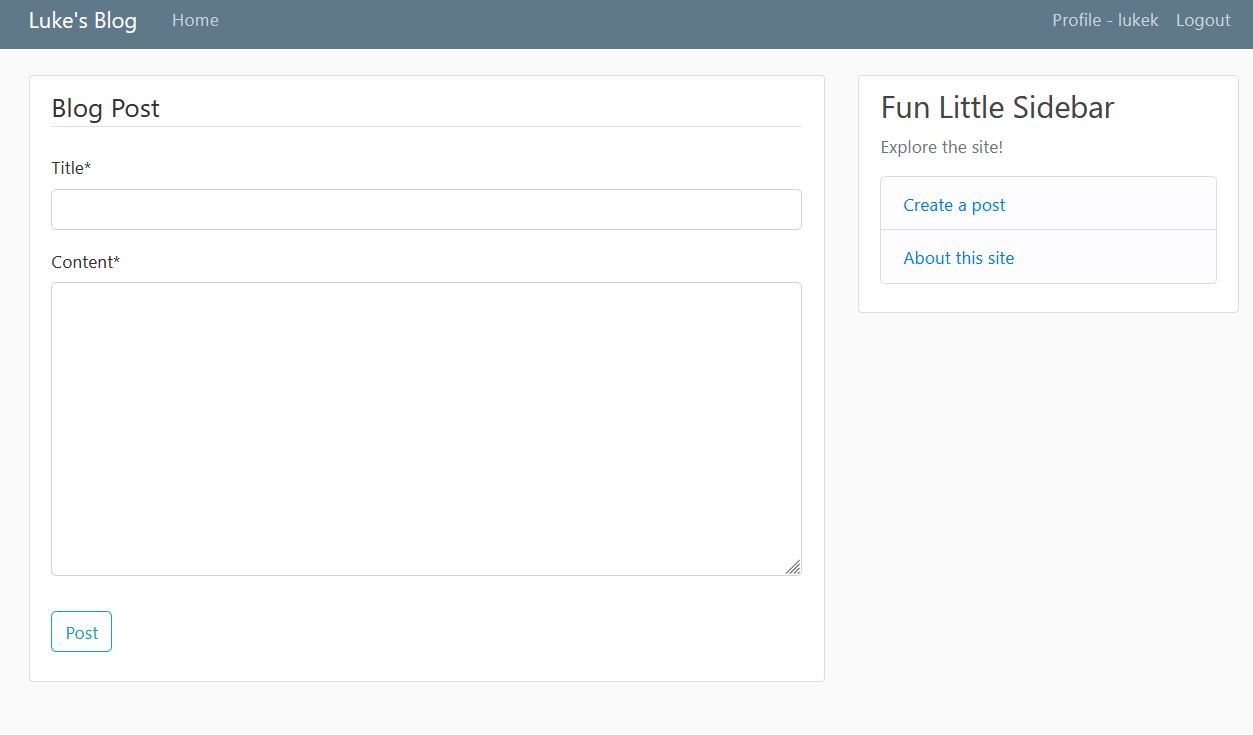 Luke's Blog Home Profile - lukek Logout
Blog Post
Title*
Content*
Post
Fun Little Sidebar
Explore the site!
Create a post
About this site